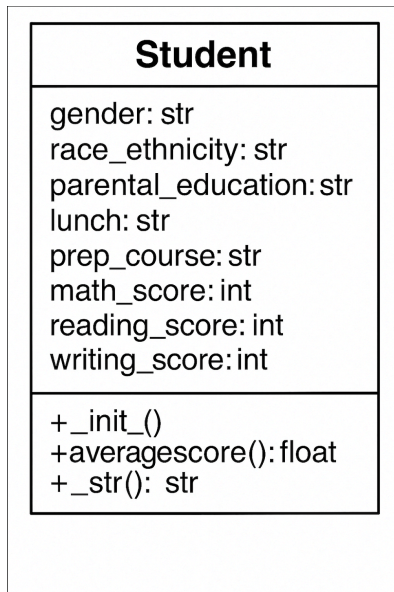 Student
gender: str
race_ethnicity: str
parental_education: str
lunch: str
prep_course: str
math_score: int
reading_score: int
writing_score: int
+_init_()
+averagescore(): float
+_str(): str